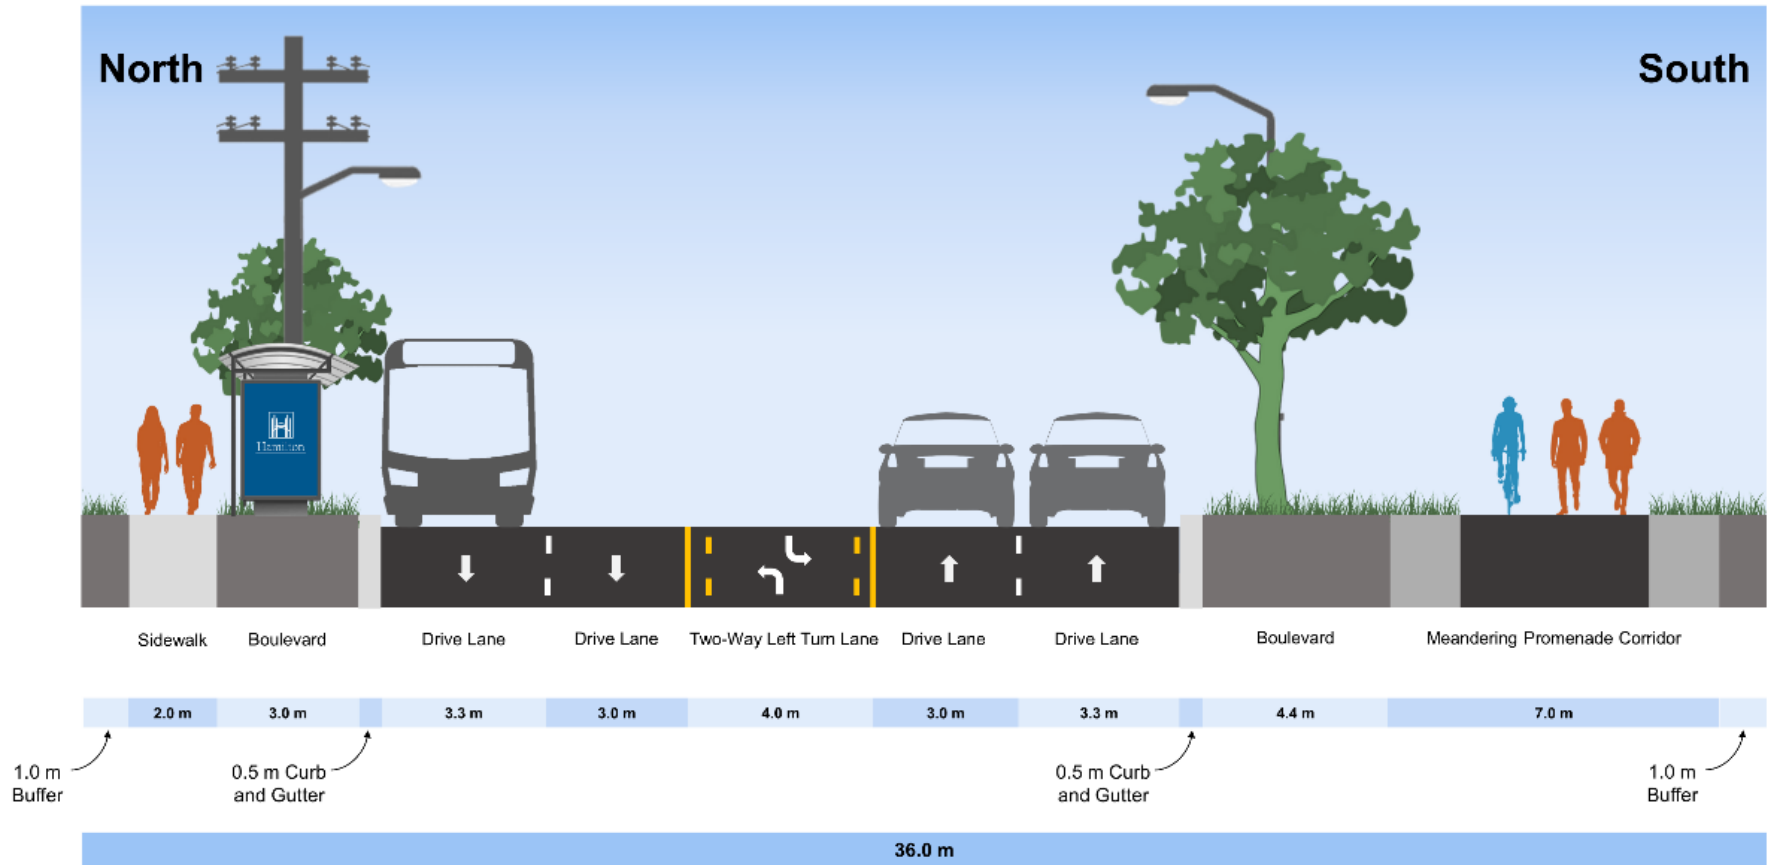 North
South
Hamilton
Sidewalk
Boulevard
Drive Lane
Drive Lane
Two-Way Left Turn Lane
Drive Lane
Drive Lane
Boulevard
Meandering Promenade Corridor
2.0 m
3.0 m
3.3 m
3.0 m
4.0 m
3.0 m
3.3 m
4.4 m
7.0 m
1.0 m
Buffer
0.5 m Curb
and Gutter
0.5 m Curb
and Gutter
1.0 m
Buffer
36.0 m